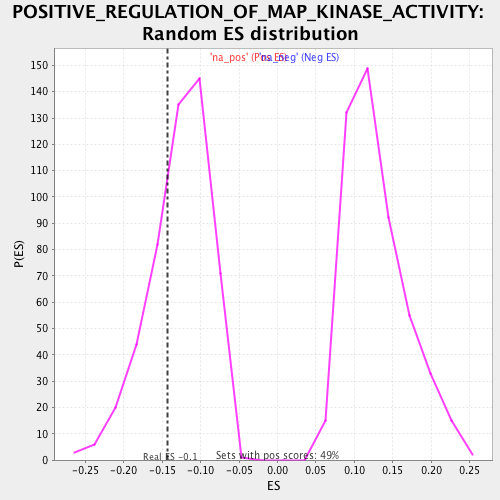 POSITIVE_REGULATION_OF_MAP_KINASE_ACTIVITY:
Random ES distribution
'na_pos' (Pos ES) 'na_neg' (Neg ES)
150
140
130
120
110
100
90
80
70
60
50
40
30
20
10
0
P(ES)
Real ES -0.1
Sets with pos scores: 49%
-0.25 -0.20 -0.15 -0.10 -0.05 0.00 0.05 0.10 0.15 0.20 0.25
ES